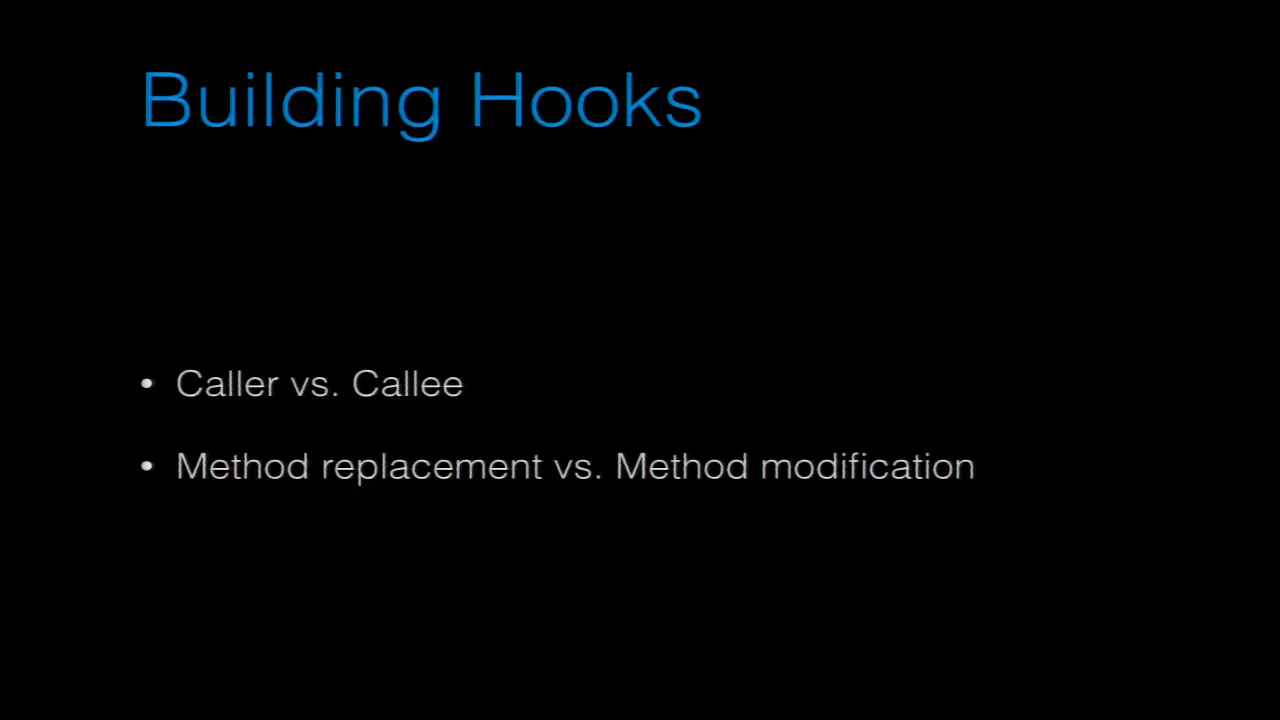 Building Hooks
• Caller vs. Callee
• Method replacement vs. Method modification